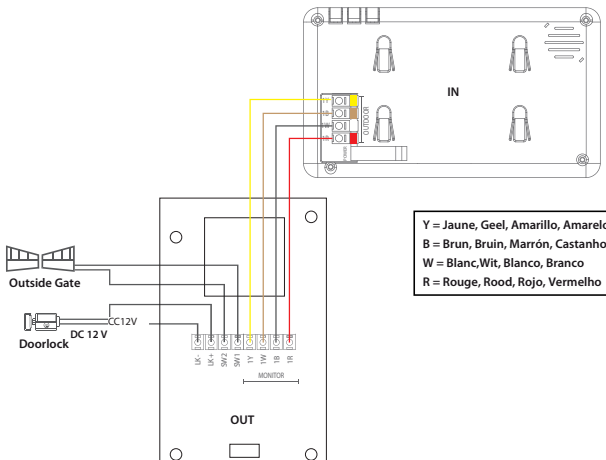 IN
1Y
1B
1W
1R
OUTDOOR
POWER
Y = Jaune, Geel, Amarillo, Amarelo
B = Brun, Bruin, Marrón, Castanho
W = Blanc,Wit, Blanco, Branco
R = Rouge, Rood, Rojo, Vermelho
Outside Gate
CC12V
DC 12 V
Doorlock
LK-
LK+
SW2
SW1
1Y
1W
1B
1R
MONITOR
OUT